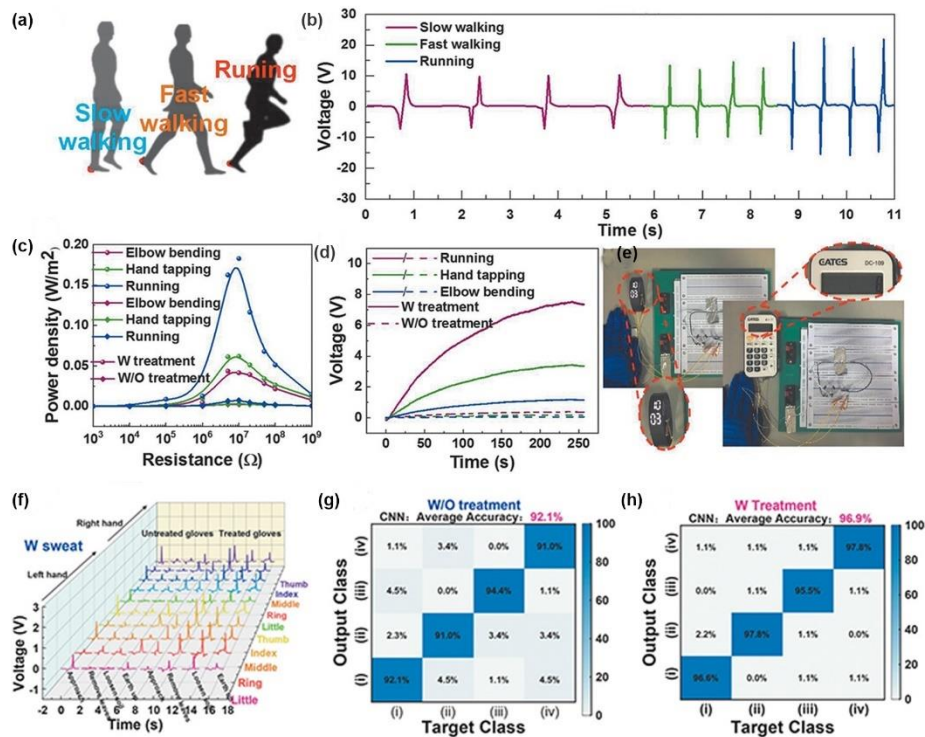 (a)
Slow
walking
Fast
walking
Runing
(b)
Slow walking
Fast walking
Running
Voltage (V)
30
20
10
0
-10
-20
-30
0 1 2 3 4 5 6 7 8 9 10 11
Time (s)
(c)
Power density (W/m²)
0.20
0.15
0.10
0.05
0.00
Elbow bending
Hand tapping
Running
Elbow bending
Hand tapping
Running
W treatment
W/O treatment
10³ 10⁴ 10⁵ 10⁶ 10⁷ 10⁸ 10⁹
Resistance (Ω)
(d)
Voltage (V)
10
8
6
4
2
0
Running
Hand tapping
Elbow bending
W treatment
W/O treatment
0 50 100 150 200 250
Time (s)
(e)
10
03
10
03
GATES DC-109
(f)
W sweat
Right hand
Left hand
Untreated gloves Treated gloves
Thumb
Index
Middle
Ring
Little
Thumb
Index
Middle
Ring
Little
Voltage (V)
3
2
1
0
-1
-2 0 2 4 6 8 10 12 14 16 18
Time (s)
(g)
W/O treatment
CNN: Average Accuracy: 92.1%
Output Class
(iv) 1.1% 3.4% 0.0% 91.0%
(iii) 4.5% 0.0% 94.4% 1.1%
(ii) 2.3% 91.0% 3.4% 3.4%
(i) 92.1% 4.5% 1.1% 4.5%
(i) (ii) (iii) (iv)
Target Class
100
80
60
40
20
0
(h)
W Treatment
CNN: Average Accuracy: 96.9%
Output Class
(iv) 1.1% 1.1% 1.1% 97.8%
(iii) 0.0% 1.1% 95.5% 1.1%
(ii) 2.2% 97.8% 1.1% 0.0%
(i) 96.6% 0.0% 1.1% 1.1%
(i) (ii) (iii) (iv)
Target Class
100
80
60
40
20
0